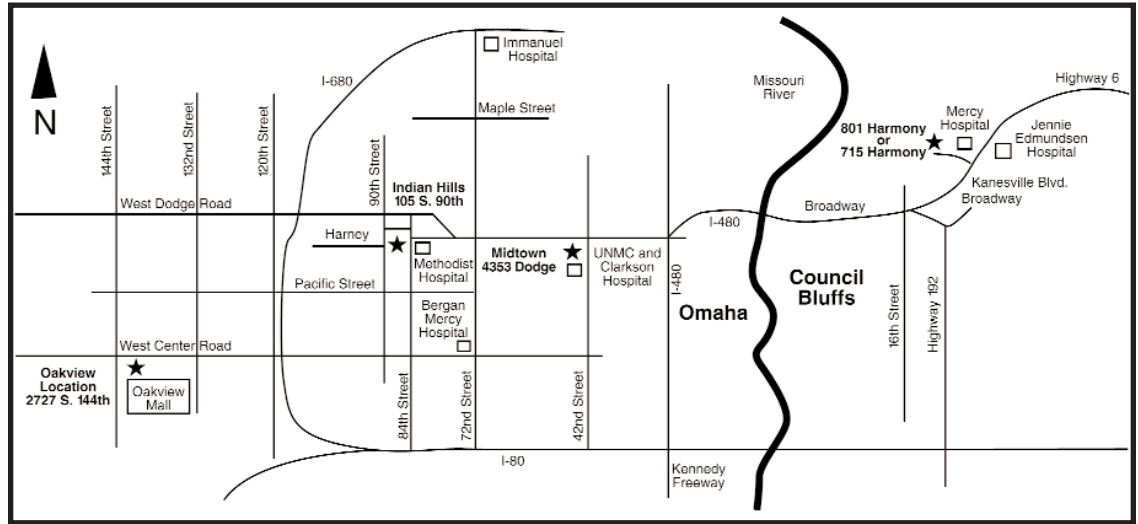 Immanuel
Hospital
I-680
Missouri
River
Highway 6
Maple Street
N
144th Street
132nd Street
120th Street
90th Street
801 Harmony
or
715 Harmony
Mercy
Hospital
Jennie
Edmundsen
Hospital
Indian Hills
105 S. 90th
Kanesville Blvd.
Broadway
West Dodge Road
Broadway
I-480
Harney
Methodist
Hospital
Midtown
4353 Dodge
UNMC and
Clarkson
Hospital
I-480
Pacific Street
Council
Bluffs
Omaha
Bergan
Mercy
Hospital
16th Street
Highway 192
West Center Road
Oakview
Location
2727 S. 144th
Oakview
Mall
84th Street
72nd Street
42nd Street
I-80
Kennedy
Freeway